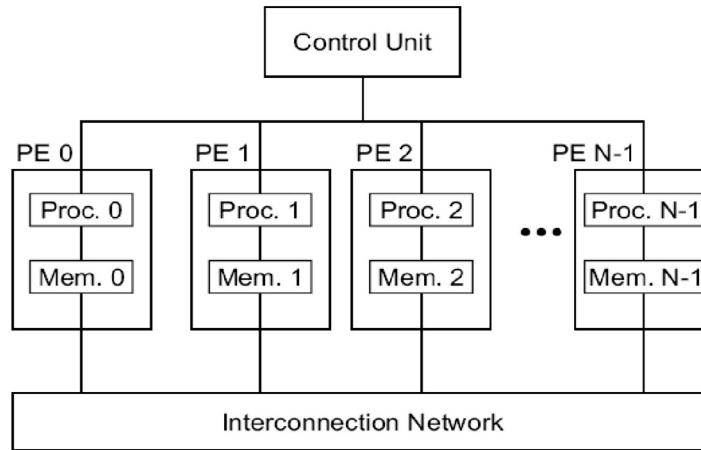 Control Unit
PE 0
PE 1
PE 2
PE N-1
Proc. 0
Proc. 1
Proc. 2
Proc. N-1
Mem. 0
Mem. 1
Mem. 2
Mem. N-1
Interconnection Network